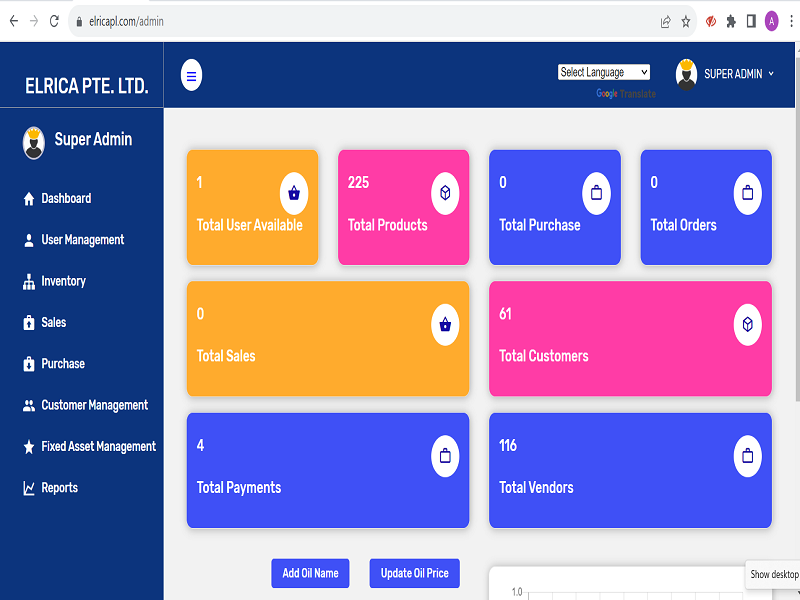 elricapl.com/admin
A
ELRICA PTE. LTD.
Select Language
Google Translate
SUPER ADMIN
Super Admin
Dashboard
User Management
Inventory
Sales
Purchase
Customer Management
Fixed Asset Management
Reports
1
Total User Available
225
Total Products
0
Total Purchase
0
Total Orders
0
Total Sales
61
Total Customers
4
Total Payments
116
Total Vendors
Add Oil Name
Update Oil Price
1.0
Show desktop